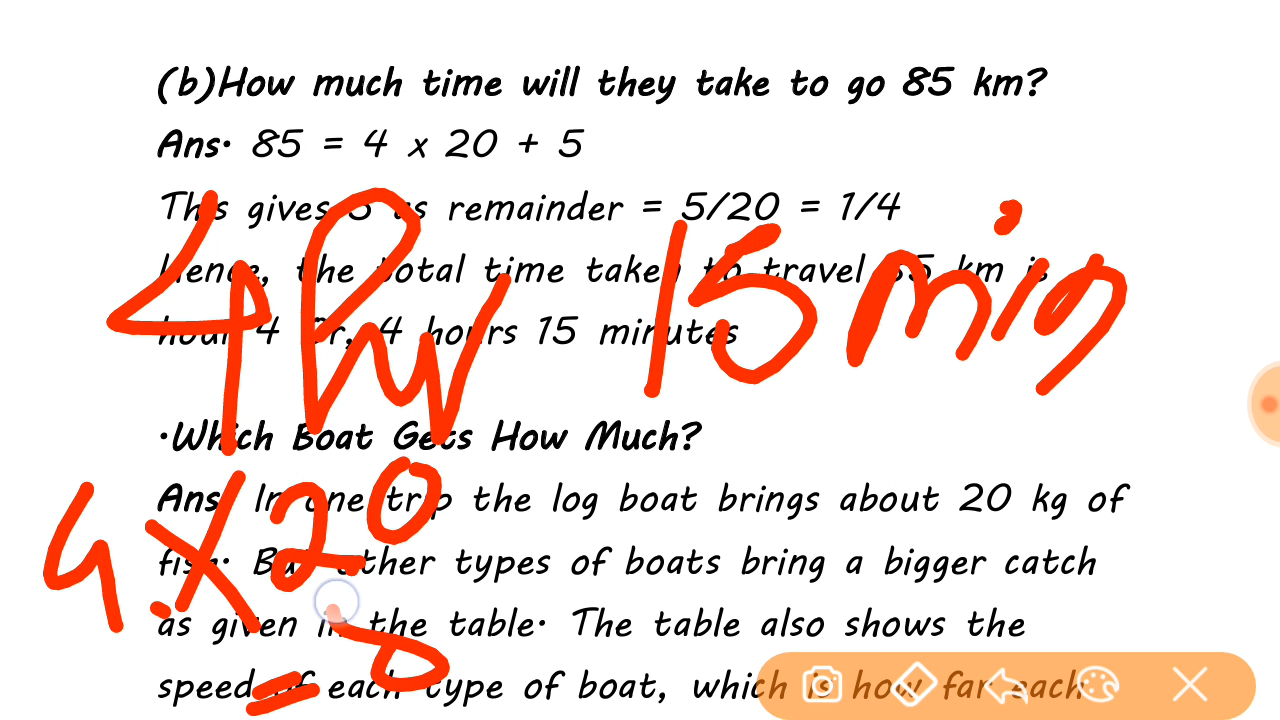 (b)How much time will they take to go 85 km?
Ans. 85 = 4 x 20 + 5
This gives 5 as remainder = 5/20 = 1/4
Hence, the total time taken to travel 85 km is
hour 4 Or, 4 hours 15 minutes
4 hr 15 min
.Which Boat Gets How Much?
Ans. In one trip the log boat brings about 20 kg of
fish. But other types of boats bring a bigger catch
4 x 20
as given in the table. The table also shows the
speed of each type of boat, which is how far each
= 8